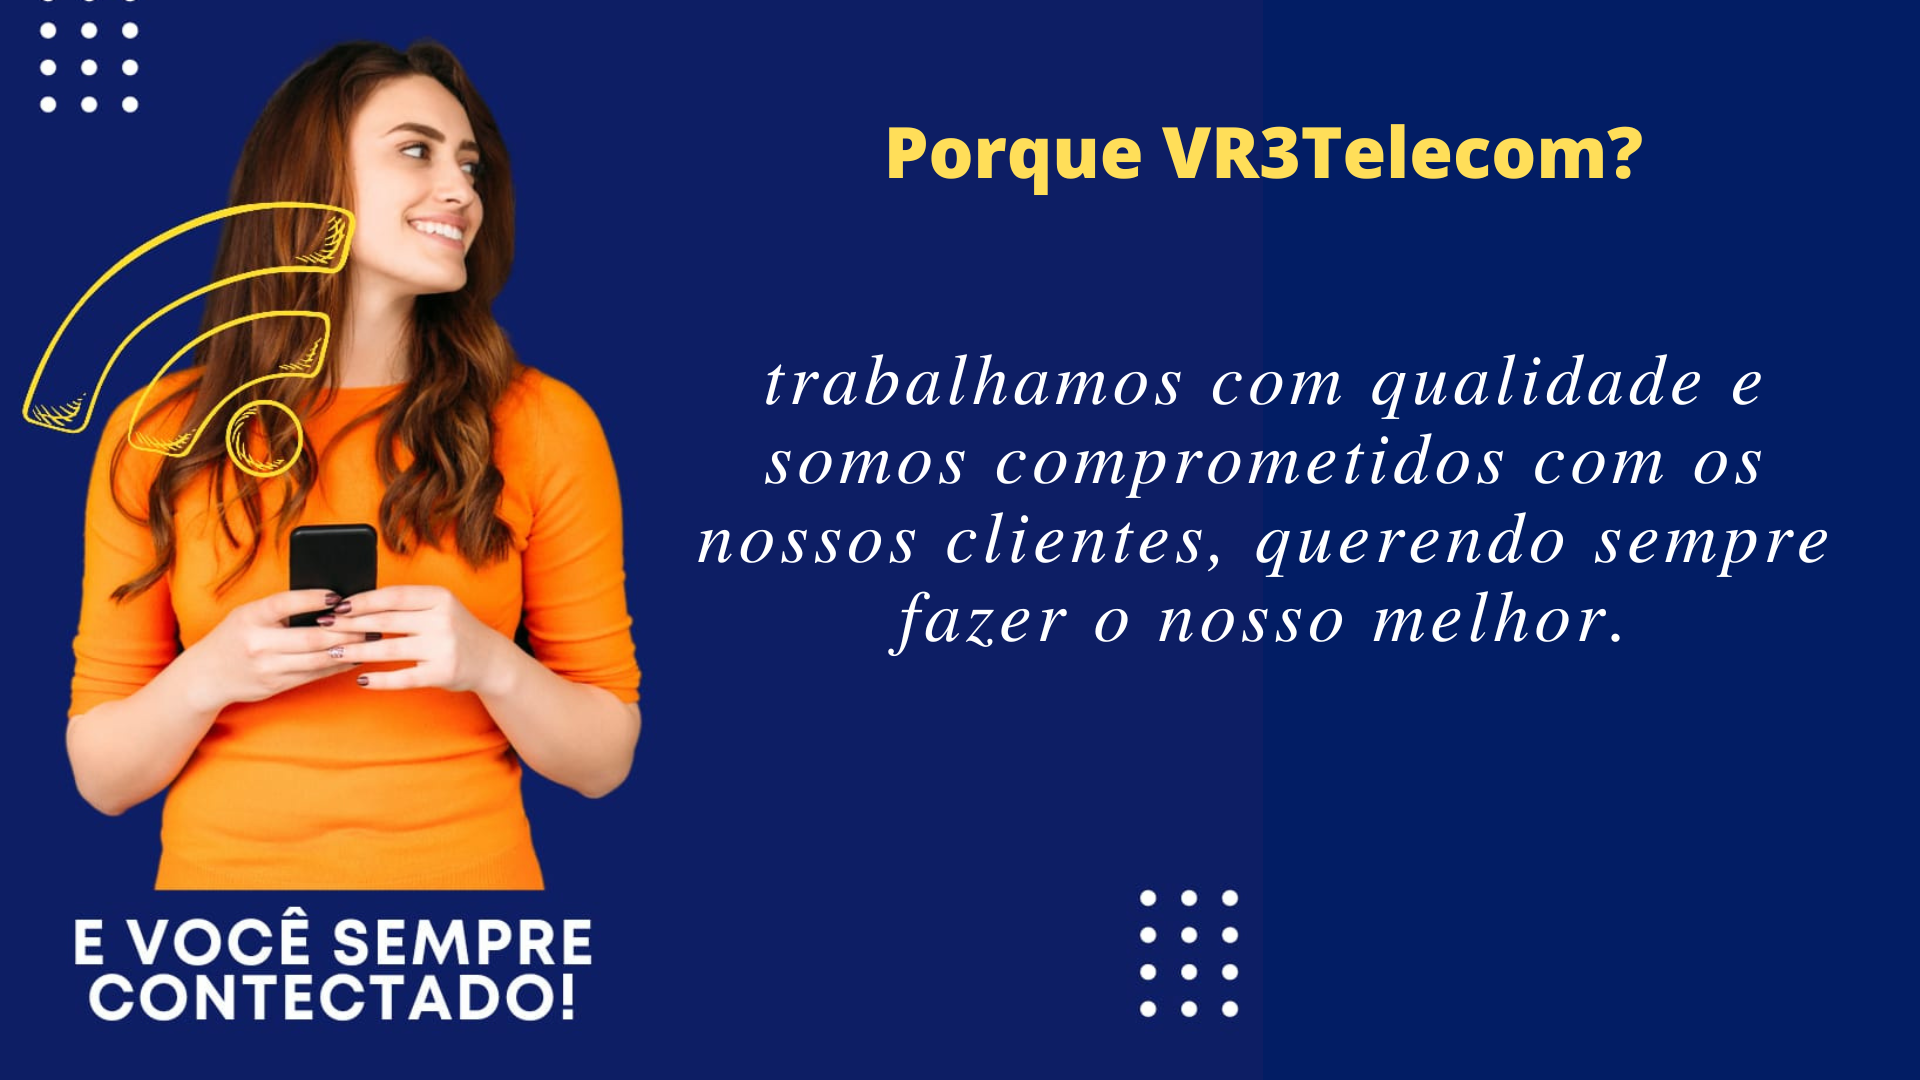 Porque VR3Telecom?
trabalhamos com qualidade e
somos comprometidos com os
nossos clientes, querendo sempre
fazer o nosso melhor.
E VOCÊ SEMPRE
CONTECTADO!